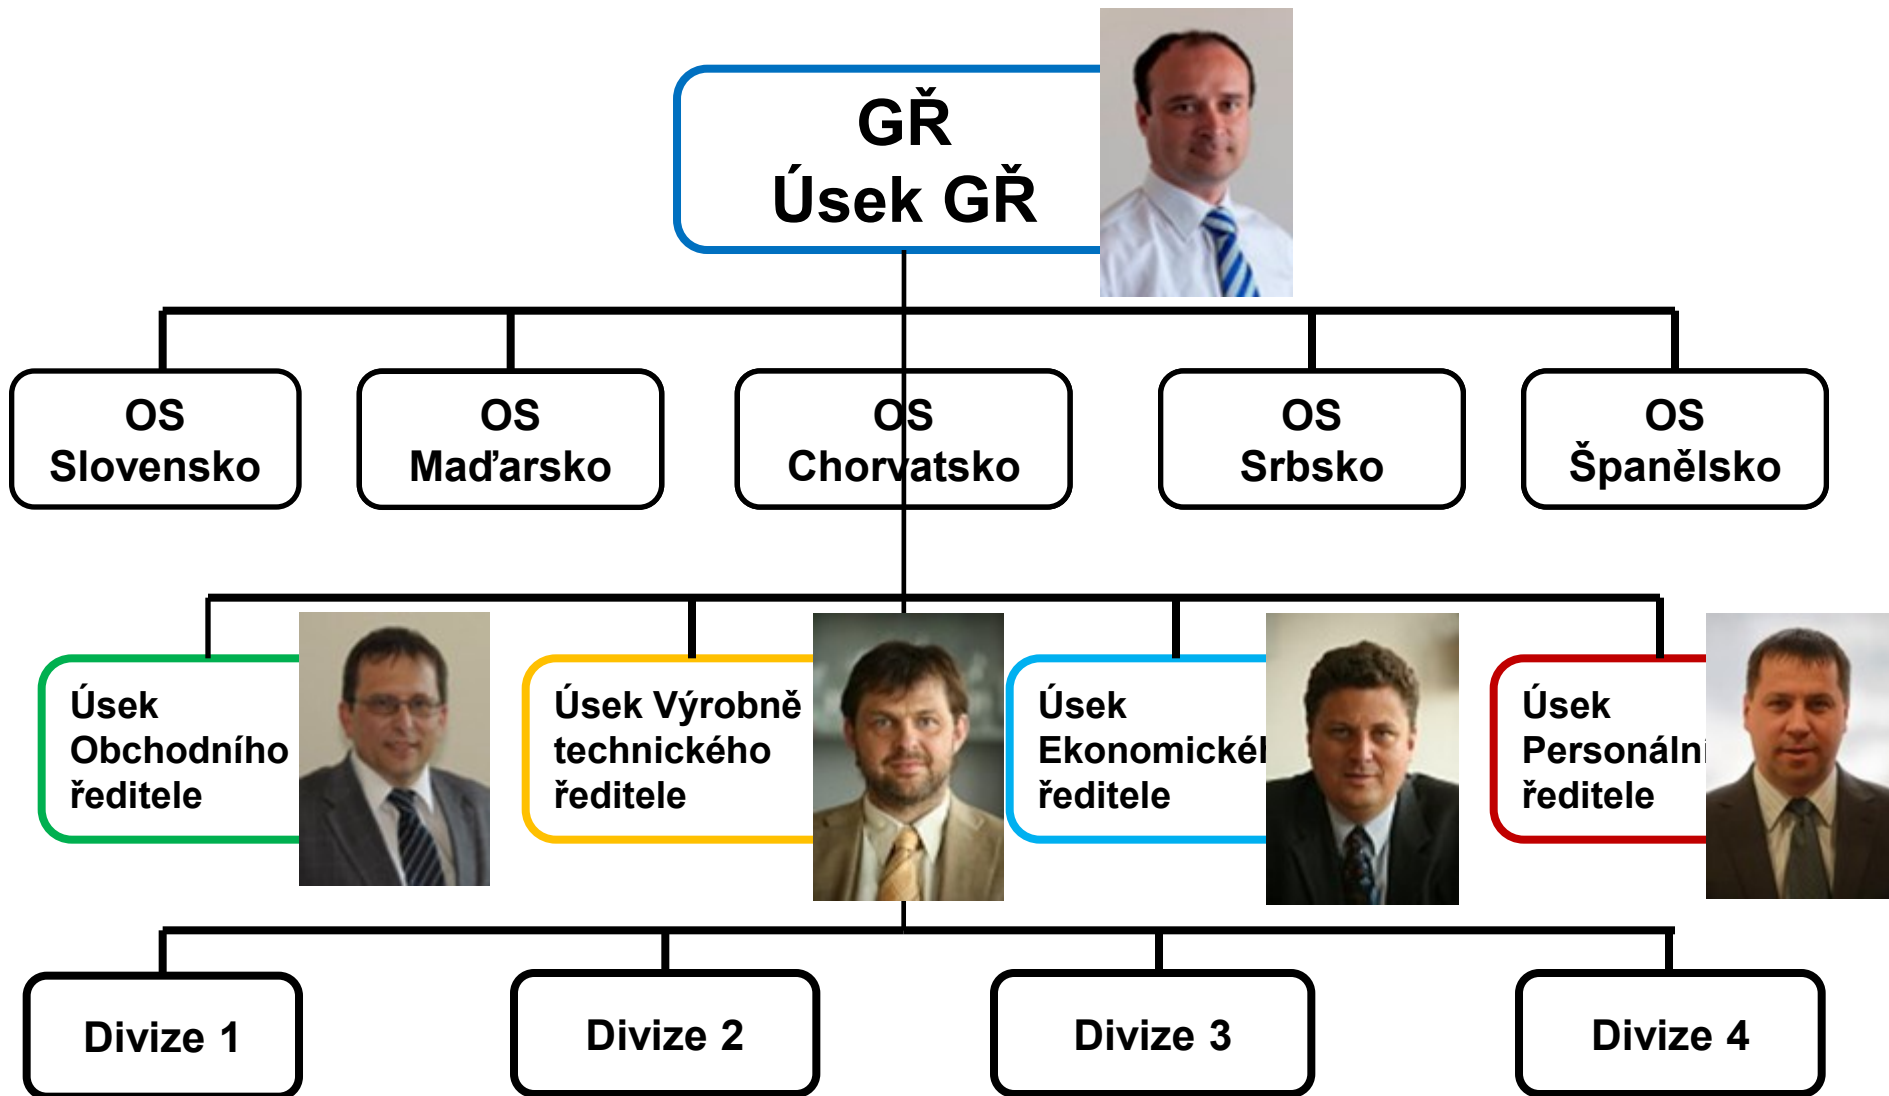 GŘ
Úsek GŘ
OS
Slovensko
OS
Maďarsko
OS
Chorvatsko
OS
Srbsko
OS
Španělsko
Úsek
Obchodního
ředitele
Úsek Výrobně
technického
ředitele
Úsek
Ekonomické
ředitele
Úsek
Personální
ředitele
Divize 1
Divize 2
Divize 3
Divize 4